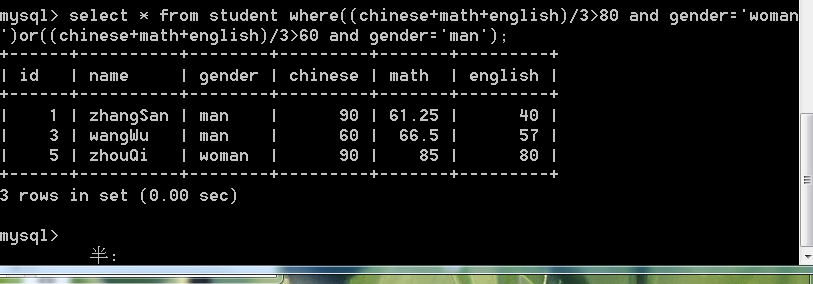 mysql> select * from student where((chinese+math+english)/3>80 and gender='woman
')or((chinese+math+english)/3>60 and gender='man');
+------+----------+--------+---------+-------+---------+
| id   | name     | gender | chinese | math  | english |
+------+----------+--------+---------+-------+---------+
|    1 | zhangSan | man    |      90 | 61.25 |      40 |
|    3 | wangWu   | man    |      60 |  66.5 |      57 |
|    5 | zhouQi   | woman  |      90 |    85 |      80 |
+------+----------+--------+---------+-------+---------+
3 rows in set (0.00 sec)
mysql>
半: